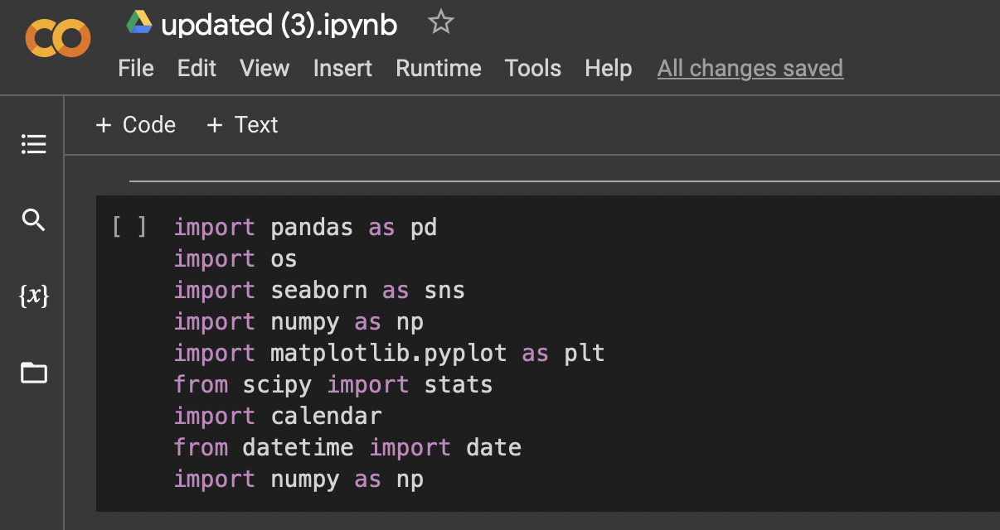 updated (3).ipynb
File Edit View Insert Runtime Tools Help All changes saved
+ Code + Text
{x}
[ ] import pandas as pd
import os
import seaborn as sns
import numpy as np
import matplotlib.pyplot as plt
from scipy import stats
import calendar
from datetime import date
import numpy as np